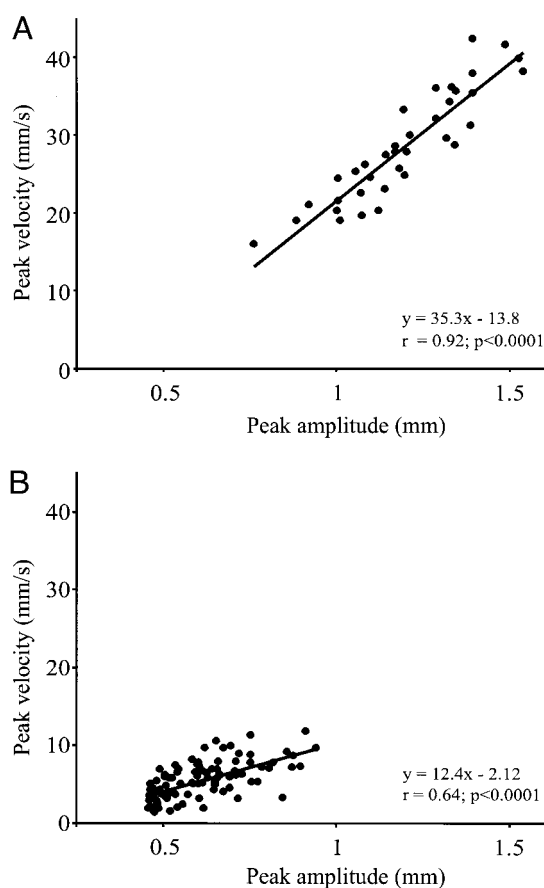 A
40
30
20
10
0
Peak velocity (mm/s)
y = 35.3x - 13.8
r = 0.92; p<0.0001
0.5 1 1.5
Peak amplitude (mm)
B
40
30
20
10
0
Peak velocity (mm/s)
y = 12.4x - 2.12
r = 0.64; p<0.0001
0.5 1 1.5
Peak amplitude (mm)